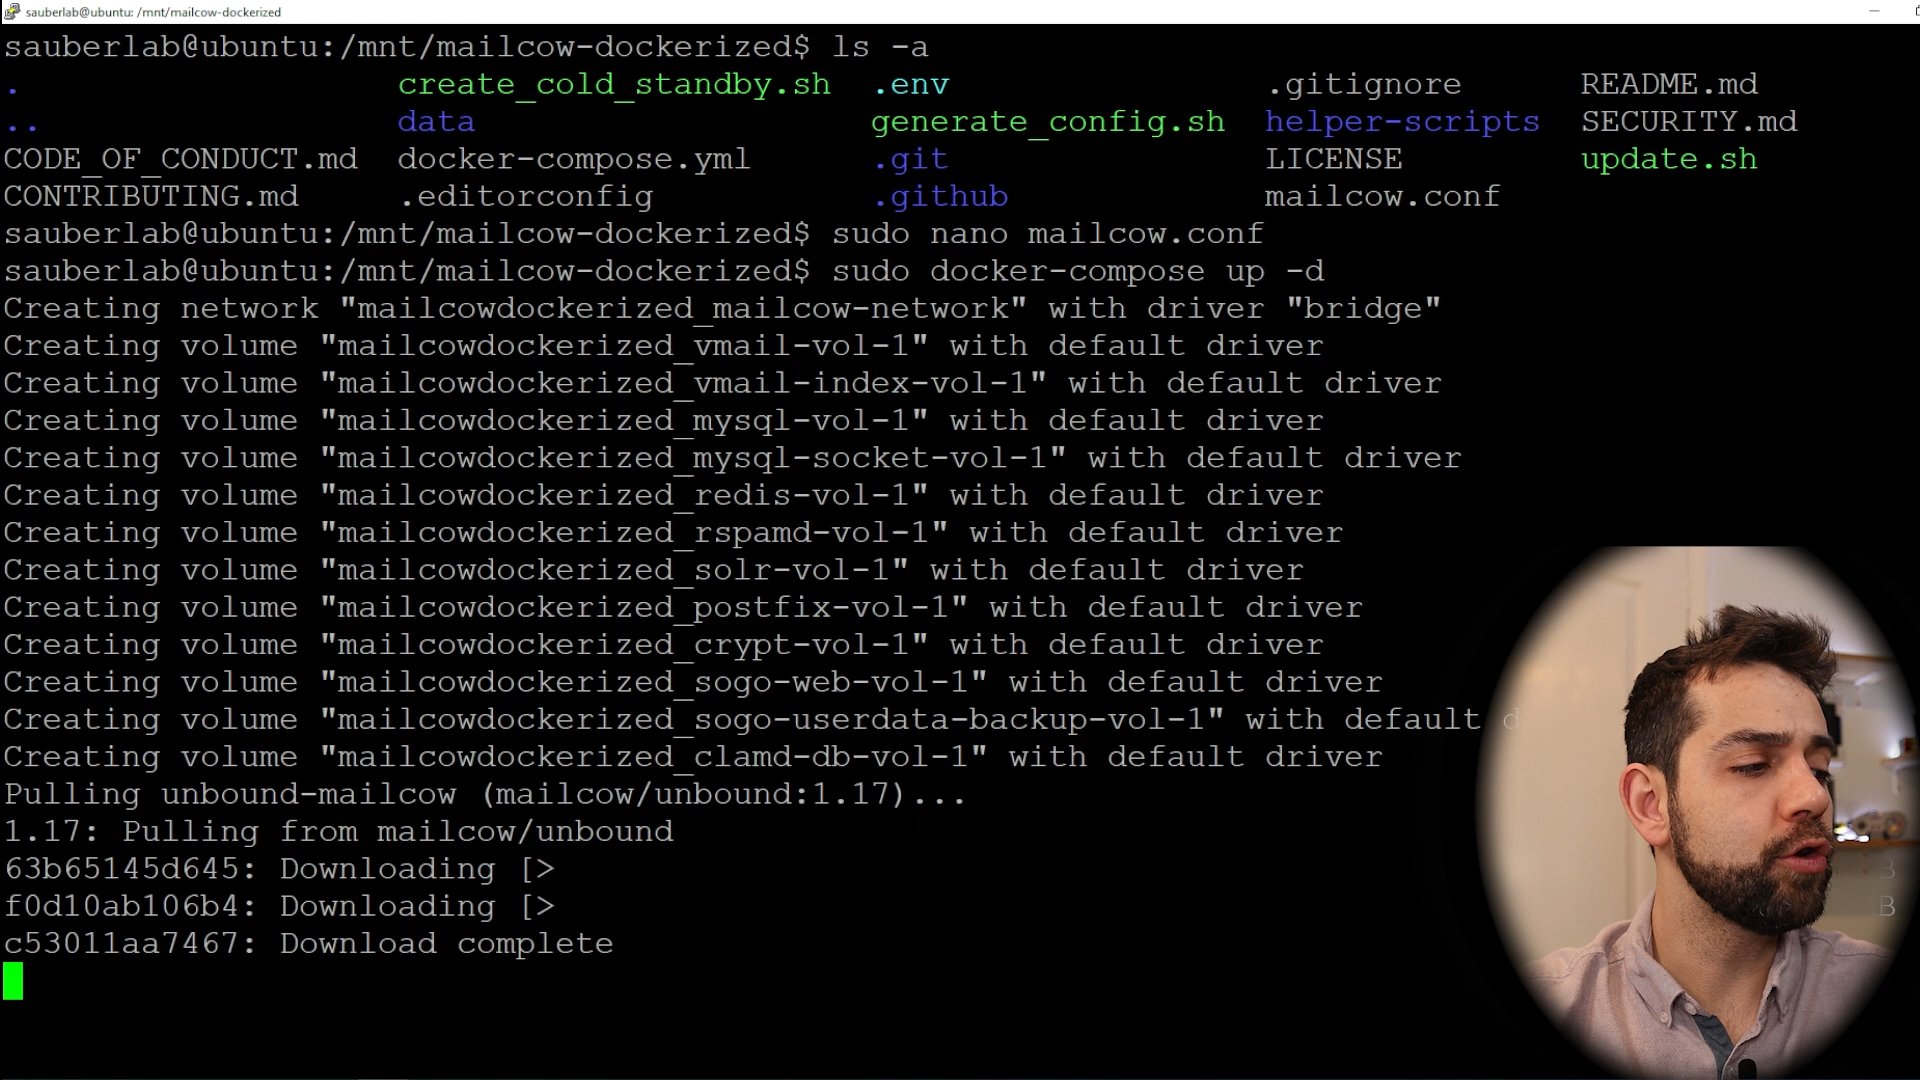 sauberlab@ubuntu: /mnt/mailcow-dockerized
sauberlab@ubuntu:/mnt/mailcow-dockerized$ ls -a
. create_cold_standby.sh .env .gitignore README.md
.. data generate_config.sh helper-scripts SECURITY.md
CODE_OF_CONDUCT.md docker-compose.yml .git LICENSE update.sh
CONTRIBUTING.md .editorconfig .github mailcow.conf
sauberlab@ubuntu:/mnt/mailcow-dockerized$ sudo nano mailcow.conf
sauberlab@ubuntu:/mnt/mailcow-dockerized$ sudo docker-compose up -d
Creating network "mailcowdockerized_mailcow-network" with driver "bridge"
Creating volume "mailcowdockerized_vmail-vol-1" with default driver
Creating volume "mailcowdockerized_vmail-index-vol-1" with default driver
Creating volume "mailcowdockerized_mysql-vol-1" with default driver
Creating volume "mailcowdockerized_mysql-socket-vol-1" with default driver
Creating volume "mailcowdockerized_redis-vol-1" with default driver
Creating volume "mailcowdockerized_rspamd-vol-1" with default driver
Creating volume "mailcowdockerized_solr-vol-1" with default driver
Creating volume "mailcowdockerized_postfix-vol-1" with default driver
Creating volume "mailcowdockerized_crypt-vol-1" with default driver
Creating volume "mailcowdockerized_sogo-web-vol-1" with default driver
Creating volume "mailcowdockerized_sogo-userdata-backup-vol-1" with default d
Creating volume "mailcowdockerized_clamd-db-vol-1" with default driver
Pulling unbound-mailcow (mailcow/unbound:1.17)...
1.17: Pulling from mailcow/unbound
63b65145d645: Downloading [>
f0d10ab106b4: Downloading [> B
c53011aa7467: Download complete